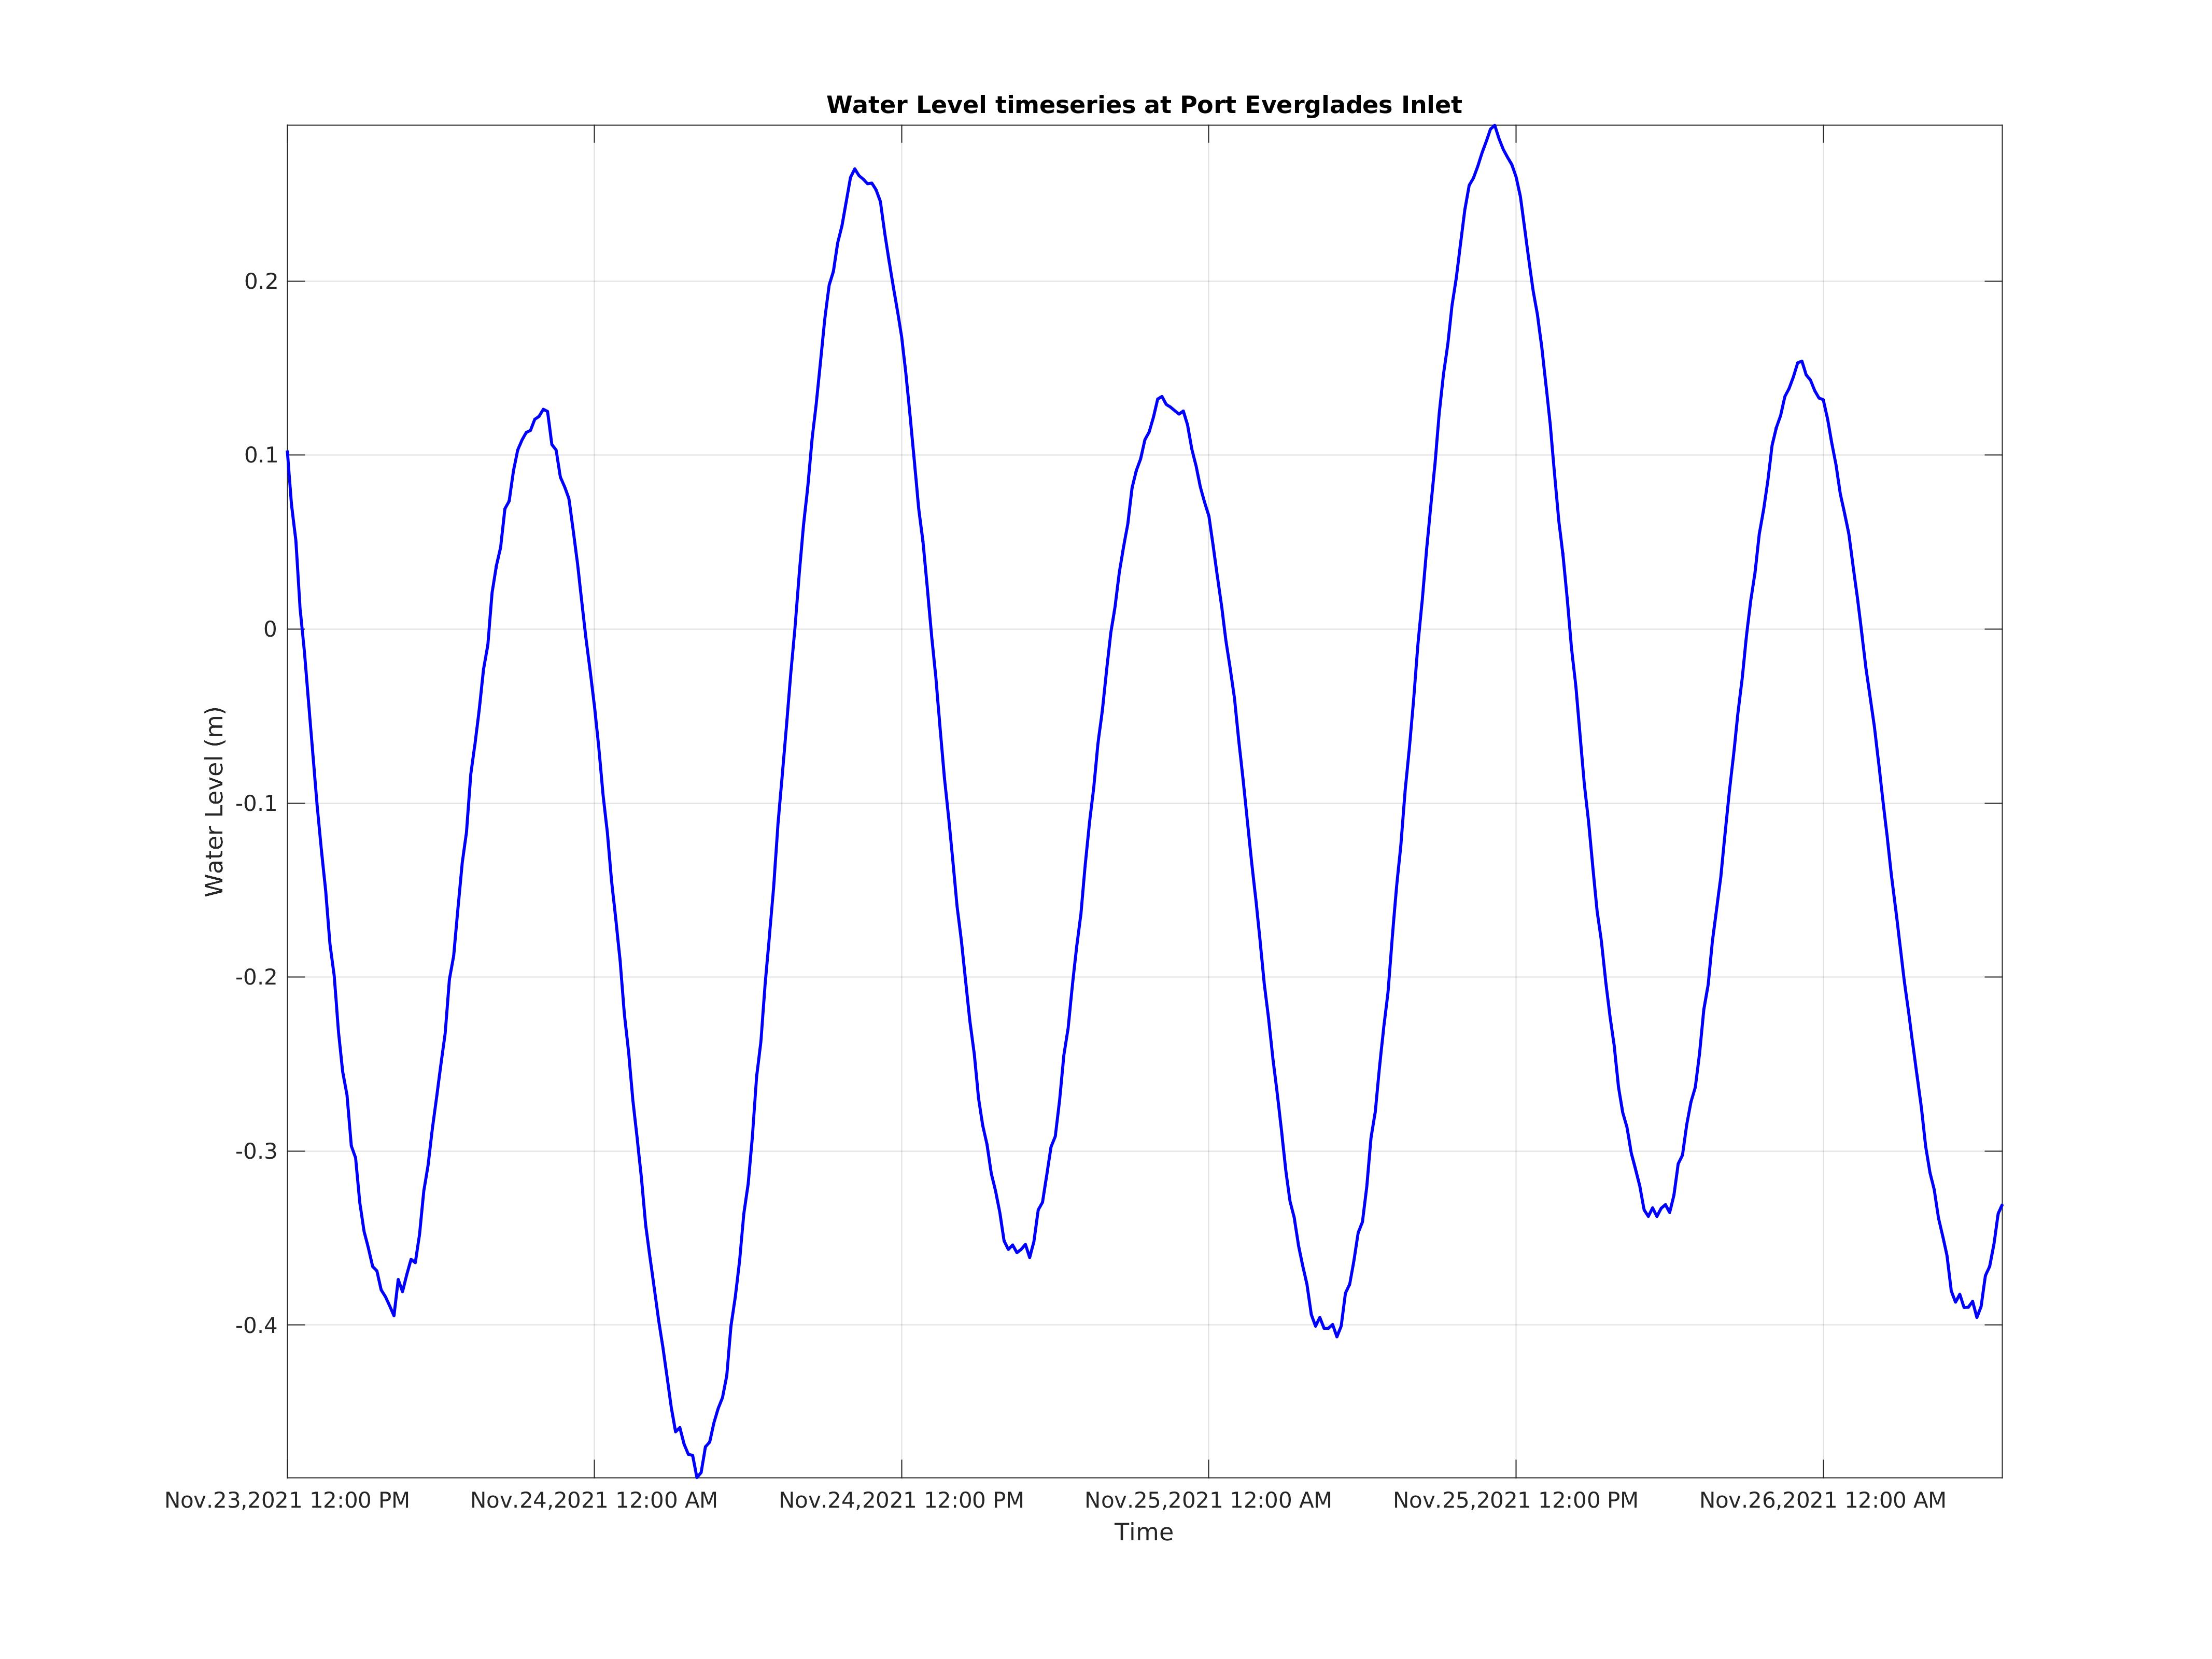 Water Level timeseries at Port Everglades Inlet
0.2
0.1
0
-0.1
-0.2
-0.3
-0.4
Water Level (m)
Nov.23,2021 12:00 PM
Nov.24,2021 12:00 AM
Nov.24,2021 12:00 PM
Nov.25,2021 12:00 AM
Nov.25,2021 12:00 PM
Nov.26,2021 12:00 AM
Time